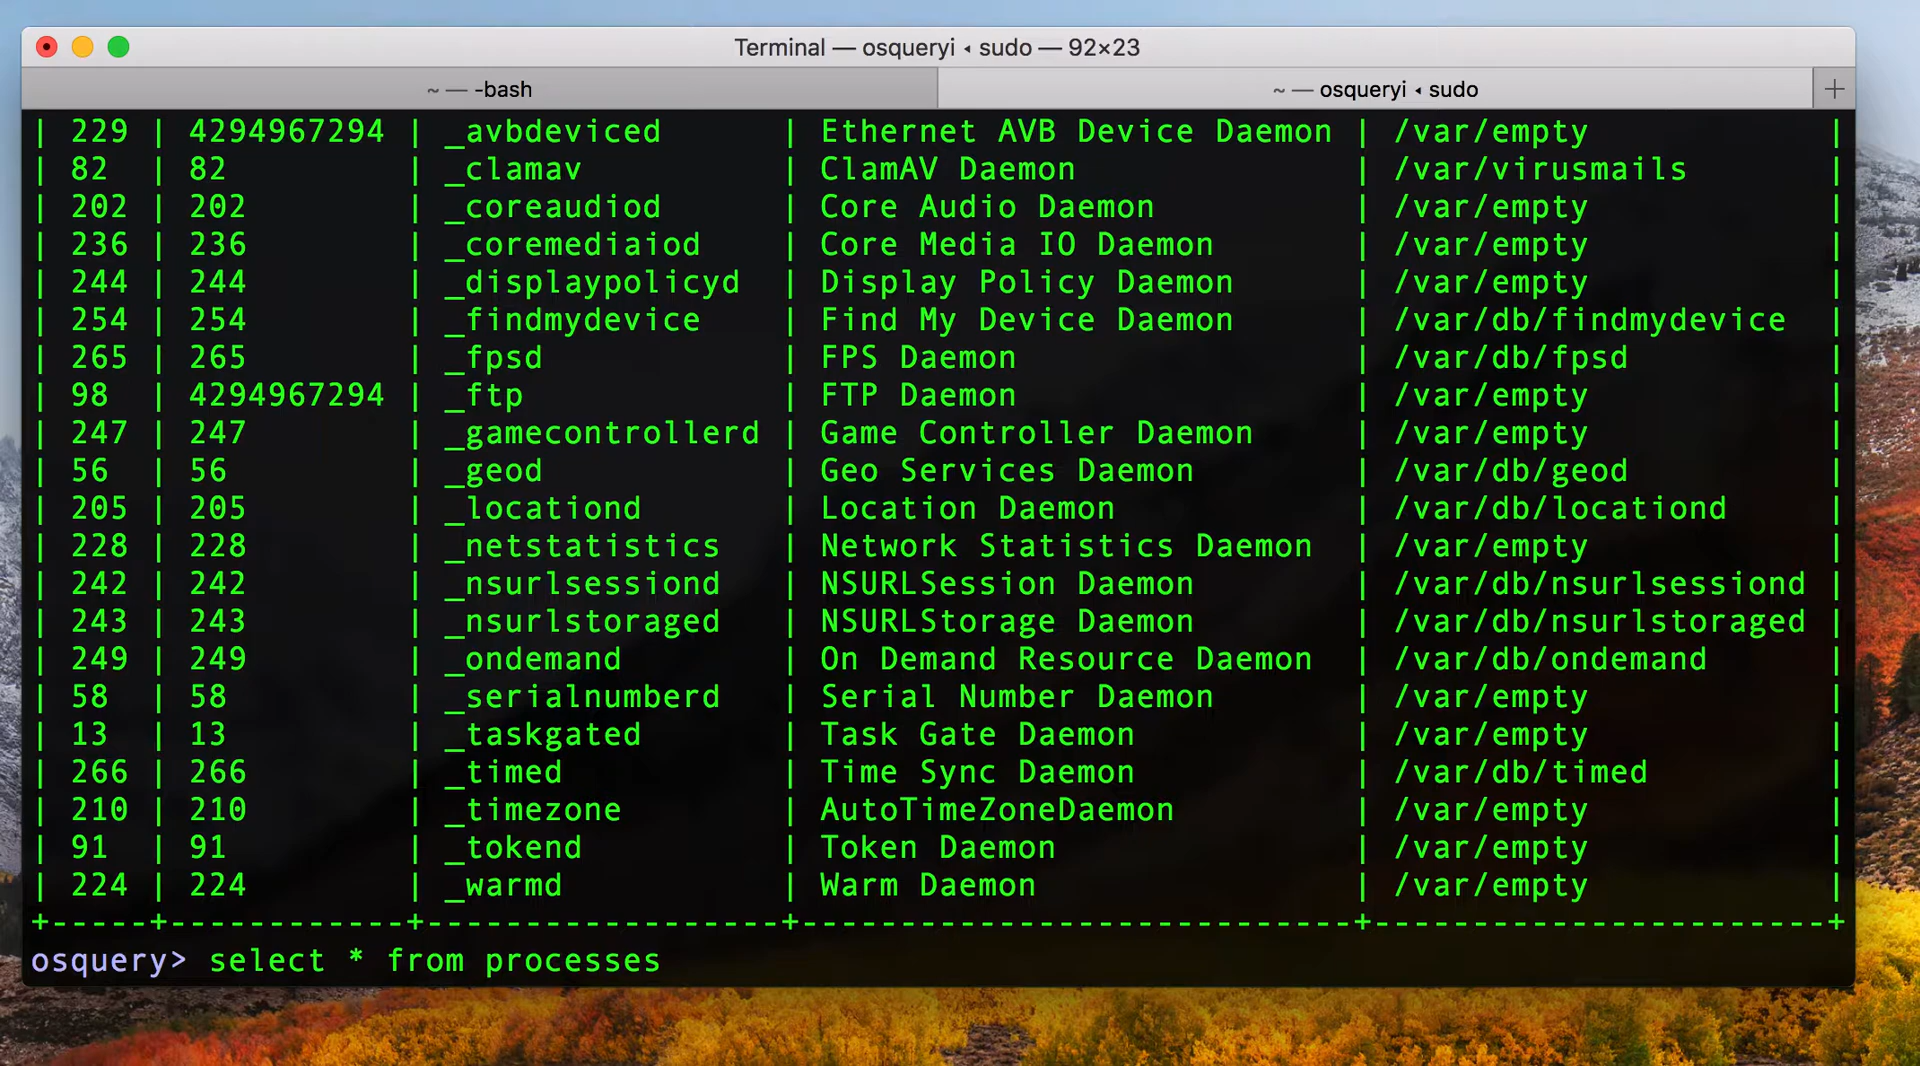 Terminal — osqueryi ◂ sudo — 92×23
~ — -bash
~ — osqueryi ◂ sudo
| 229 | 4294967294 | _avbdeviced | Ethernet AVB Device Daemon | /var/empty |
| 82 | 82 | _clamav | ClamAV Daemon | /var/virusmails |
| 202 | 202 | _coreaudiod | Core Audio Daemon | /var/empty |
| 236 | 236 | _coremediaiod | Core Media IO Daemon | /var/empty |
| 244 | 244 | _displaypolicyd | Display Policy Daemon | /var/empty |
| 254 | 254 | _findmydevice | Find My Device Daemon | /var/db/findmydevice |
| 265 | 265 | _fpsd | FPS Daemon | /var/db/fpsd |
| 98 | 4294967294 | _ftp | FTP Daemon | /var/empty |
| 247 | 247 | _gamecontrollerd | Game Controller Daemon | /var/empty |
| 56 | 56 | _geod | Geo Services Daemon | /var/db/geod |
| 205 | 205 | _locationd | Location Daemon | /var/db/locationd |
| 228 | 228 | _netstatistics | Network Statistics Daemon | /var/empty |
| 242 | 242 | _nsurlsessiond | NSURLSession Daemon | /var/db/nsurlsessiond |
| 243 | 243 | _nsurlstoraged | NSURLStorage Daemon | /var/db/nsurlstoraged |
| 249 | 249 | _ondemand | On Demand Resource Daemon | /var/db/ondemand |
| 58 | 58 | _serialnumberd | Serial Number Daemon | /var/empty |
| 13 | 13 | _taskgated | Task Gate Daemon | /var/empty |
| 266 | 266 | _timed | Time Sync Daemon | /var/db/timed |
| 210 | 210 | _timezone | AutoTimeZoneDaemon | /var/empty |
| 91 | 91 | _tokend | Token Daemon | /var/empty |
| 224 | 224 | _warmd | Warm Daemon | /var/empty |
+-----+------------+------------------+----------------------------+-----------------------+
osquery> select * from processes